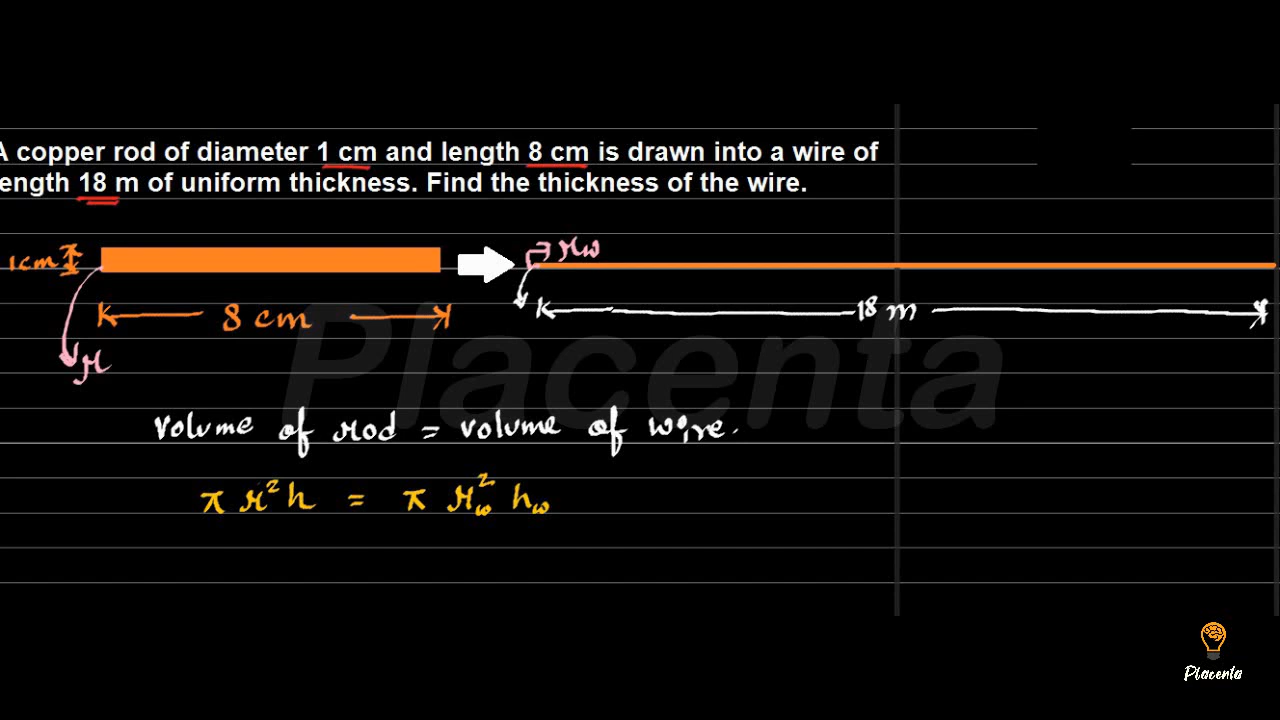 A copper rod of diameter 1 cm and length 8 cm is drawn into a wire of
ength 18 m of uniform thickness. Find the thickness of the wire.
1cm
rw
8 cm
18 m
r
Placenta
Volume of rod = volume of wire.
π r² h = π r_w² h_w
Placenta